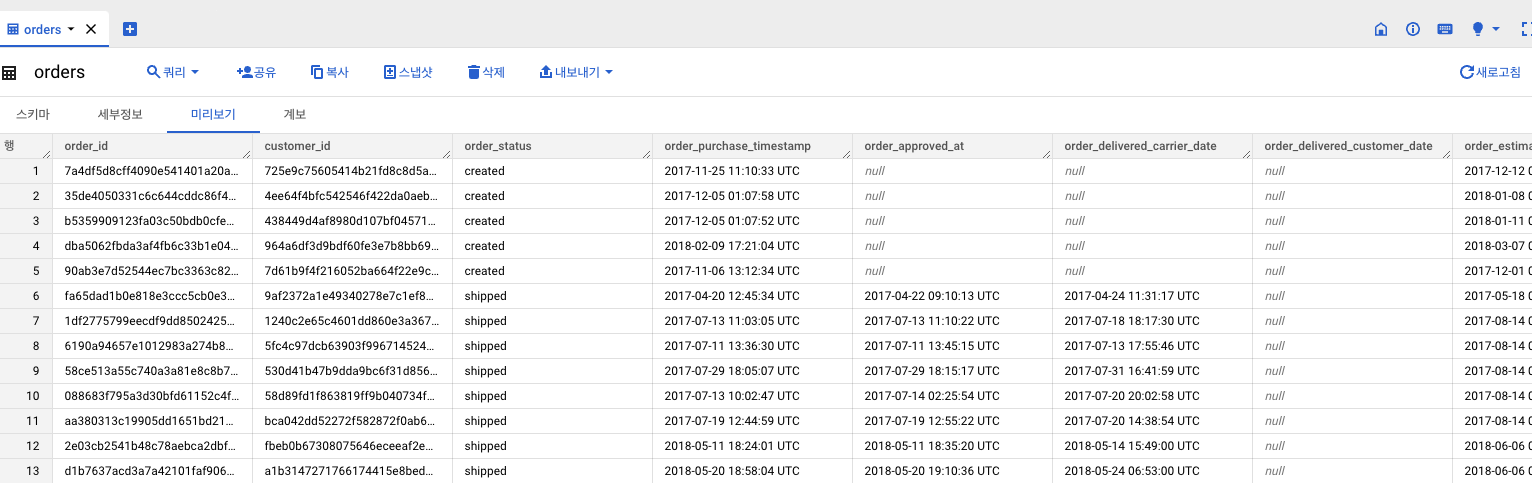 orders
orders 쿼리 공유 복사 스냅샷 삭제 내보내기 새로고침
스키마 세부정보 미리보기 계보
행 order_id customer_id order_status order_purchase_timestamp order_approved_at order_delivered_carrier_date order_delivered_customer_date order_estima
1 7a4df5d8cff4090e541401a20a... 725e9c75605414b21fd8c8d5a... created 2017-11-25 11:10:33 UTC null null null 2017-12-12 0
2 35de4050331c6c644cddc86f4... 4ee64f4bfc542546f422da0aeb... created 2017-12-05 01:07:58 UTC null null null 2018-01-08 0
3 b5359909123fa03c50bdb0cfe... 438449d4af8980d107bf04571... created 2017-12-05 01:07:52 UTC null null null 2018-01-11 0
4 dba5062fbda3af4fb6c33b1e04... 964a6df3d9bdf60fe3e7b8bb69... created 2018-02-09 17:21:04 UTC null null null 2018-03-07 0
5 90ab3e7d52544ec7bc3363c82... 7d61b9f4f216052ba664f22e9c... created 2017-11-06 13:12:34 UTC null null null 2017-12-01 0
6 fa65dad1b0e818e3ccc5cb0e3... 9af2372a1e49340278e7c1ef8... shipped 2017-04-20 12:45:34 UTC 2017-04-22 09:10:13 UTC 2017-04-24 11:31:17 UTC null 2017-05-18 0
7 1df2775799eecdf9dd8502425... 1240c2e65c4601dd860e3a367... shipped 2017-07-13 11:03:05 UTC 2017-07-13 11:10:22 UTC 2017-07-18 18:17:30 UTC null 2017-08-14 0
8 6190a94657e1012983a274b8... 5fc4c97dcb63903f996714524... shipped 2017-07-11 13:36:30 UTC 2017-07-11 13:45:15 UTC 2017-07-13 17:55:46 UTC null 2017-08-14 0
9 58ce513a55c740a3a81e8c8b7... 530d41b47b9dda9bc6f31d856... shipped 2017-07-29 18:05:07 UTC 2017-07-29 18:15:17 UTC 2017-07-31 16:41:59 UTC null 2017-08-14 0
10 088683f795a3d30bfd61152c4f... 58d89fd1f863819ff9b040734f... shipped 2017-07-13 10:02:47 UTC 2017-07-14 02:25:54 UTC 2017-07-20 20:02:58 UTC null 2017-08-14 0
11 aa380313c19905dd1651bd21... bca042dd52272f582872f0ab6... shipped 2017-07-19 12:44:59 UTC 2017-07-19 12:55:22 UTC 2017-07-20 14:38:54 UTC null 2017-08-14 0
12 2e03cb2541b48c78aebca2dbf... fbeb0b67308075646eceeaf2e... shipped 2018-05-11 18:24:01 UTC 2018-05-11 18:35:20 UTC 2018-05-14 15:49:00 UTC null 2018-06-06 0
13 d1b7637acd3a7a42101faf906... a1b3147271766174415e8bed... shipped 2018-05-20 18:58:04 UTC 2018-05-20 19:10:36 UTC 2018-05-24 06:53:00 UTC null 2018-06-06 0